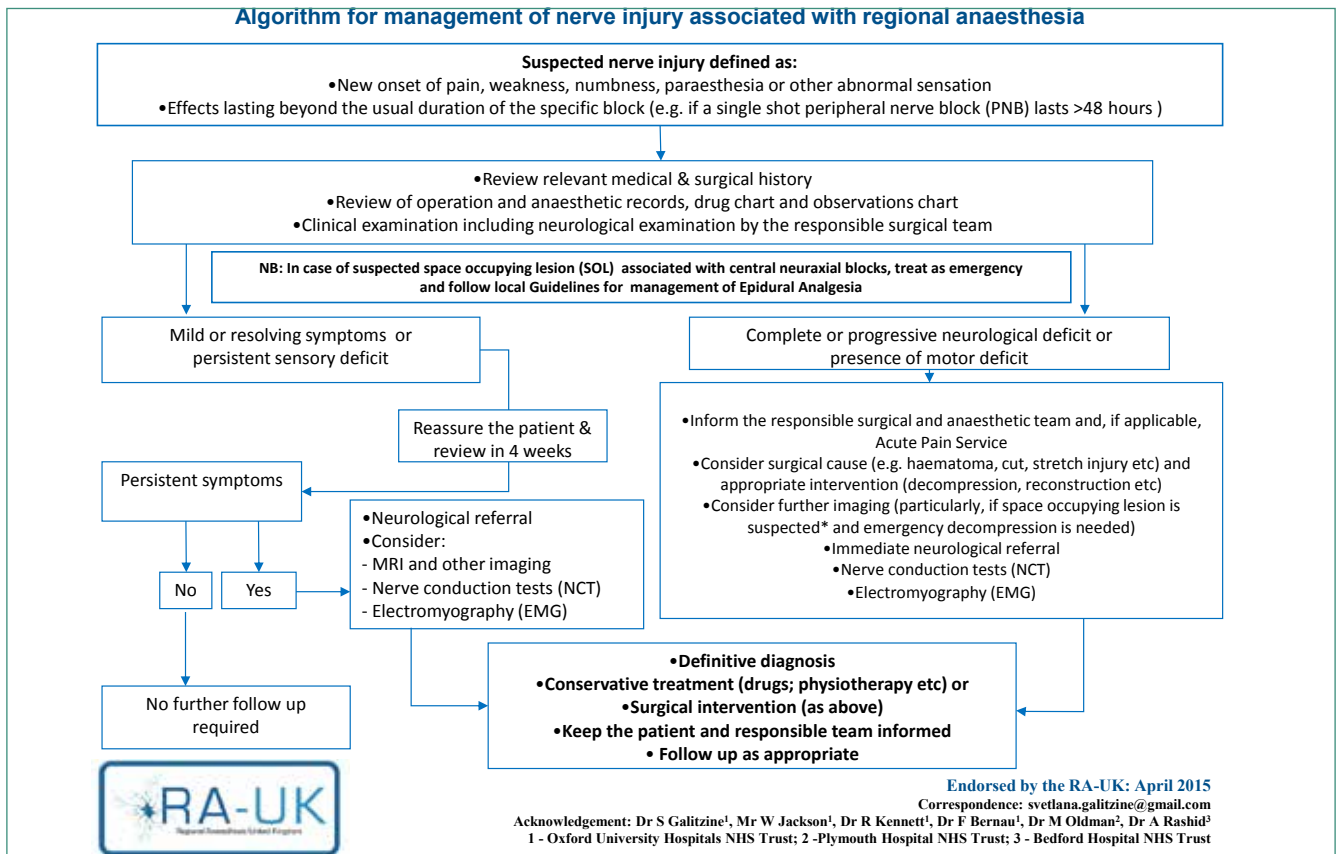 Algorithm for management of nerve injury associated with regional anaesthesia
Suspected nerve injury defined as:
•New onset of pain, weakness, numbness, paraesthesia or other abnormal sensation
•Effects lasting beyond the usual duration of the specific block (e.g. if a single shot peripheral nerve block (PNB) lasts >48 hours )
•Review relevant medical & surgical history
•Review of operation and anaesthetic records, drug chart and observations chart
•Clinical examination including neurological examination by the responsible surgical team
NB: In case of suspected space occupying lesion (SOL) associated with central neuraxial blocks, treat as emergency
and follow local Guidelines for management of Epidural Analgesia
Mild or resolving symptoms or
persistent sensory deficit
Complete or progressive neurological deficit or
presence of motor deficit
Reassure the patient &
review in 4 weeks
Persistent symptoms
No
Yes
•Neurological referral
•Consider:
- MRI and other imaging
- Nerve conduction tests (NCT)
- Electromyography (EMG)
•Inform the responsible surgical and anaesthetic team and, if applicable,
Acute Pain Service
•Consider surgical cause (e.g. haematoma, cut, stretch injury etc) and
appropriate intervention (decompression, reconstruction etc)
•Consider further imaging (particularly, if space occupying lesion is
suspected* and emergency decompression is needed)
•Immediate neurological referral
•Nerve conduction tests (NCT)
•Electromyography (EMG)
No further follow up
required
•Definitive diagnosis
•Conservative treatment (drugs; physiotherapy etc) or
•Surgical intervention (as above)
•Keep the patient and responsible team informed
• Follow up as appropriate
RA-UK
Regional Anaesthesia United Kingdom
Endorsed by the RA-UK: April 2015
Correspondence: svetlana.galitzine@gmail.com
Acknowledgement: Dr S Galitzine¹, Mr W Jackson¹, Dr R Kennett¹, Dr F Bernau¹, Dr M Oldman², Dr A Rashid³
1 - Oxford University Hospitals NHS Trust; 2 -Plymouth Hospital NHS Trust; 3 - Bedford Hospital NHS Trust